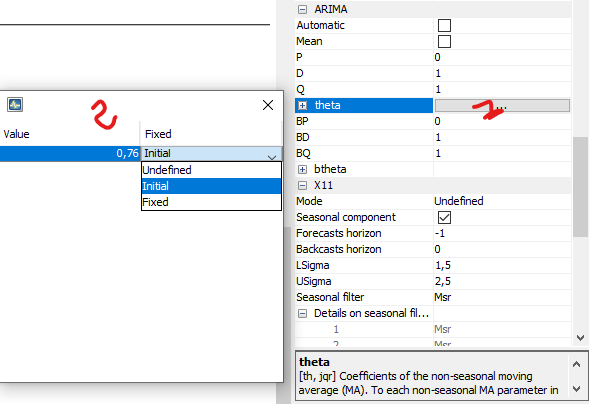 2
Value Fixed
0,76 Initial
Undefined
Initial
Fixed
ARIMA
Automatic
Mean
P 0
D 1
Q 1
theta ...
1
BP 0
BD 1
BQ 1
btheta
X11
Mode Undefined
Seasonal component
Forecasts horizon -1
Backcasts horizon 0
LSigma 1,5
USigma 2,5
Seasonal filter Msr
Details on seasonal fil...
1 Msr
2 Msr
theta
[th, jqr] Coefficients of the non-seasonal moving
average (MA). To each non-seasonal MA parameter in